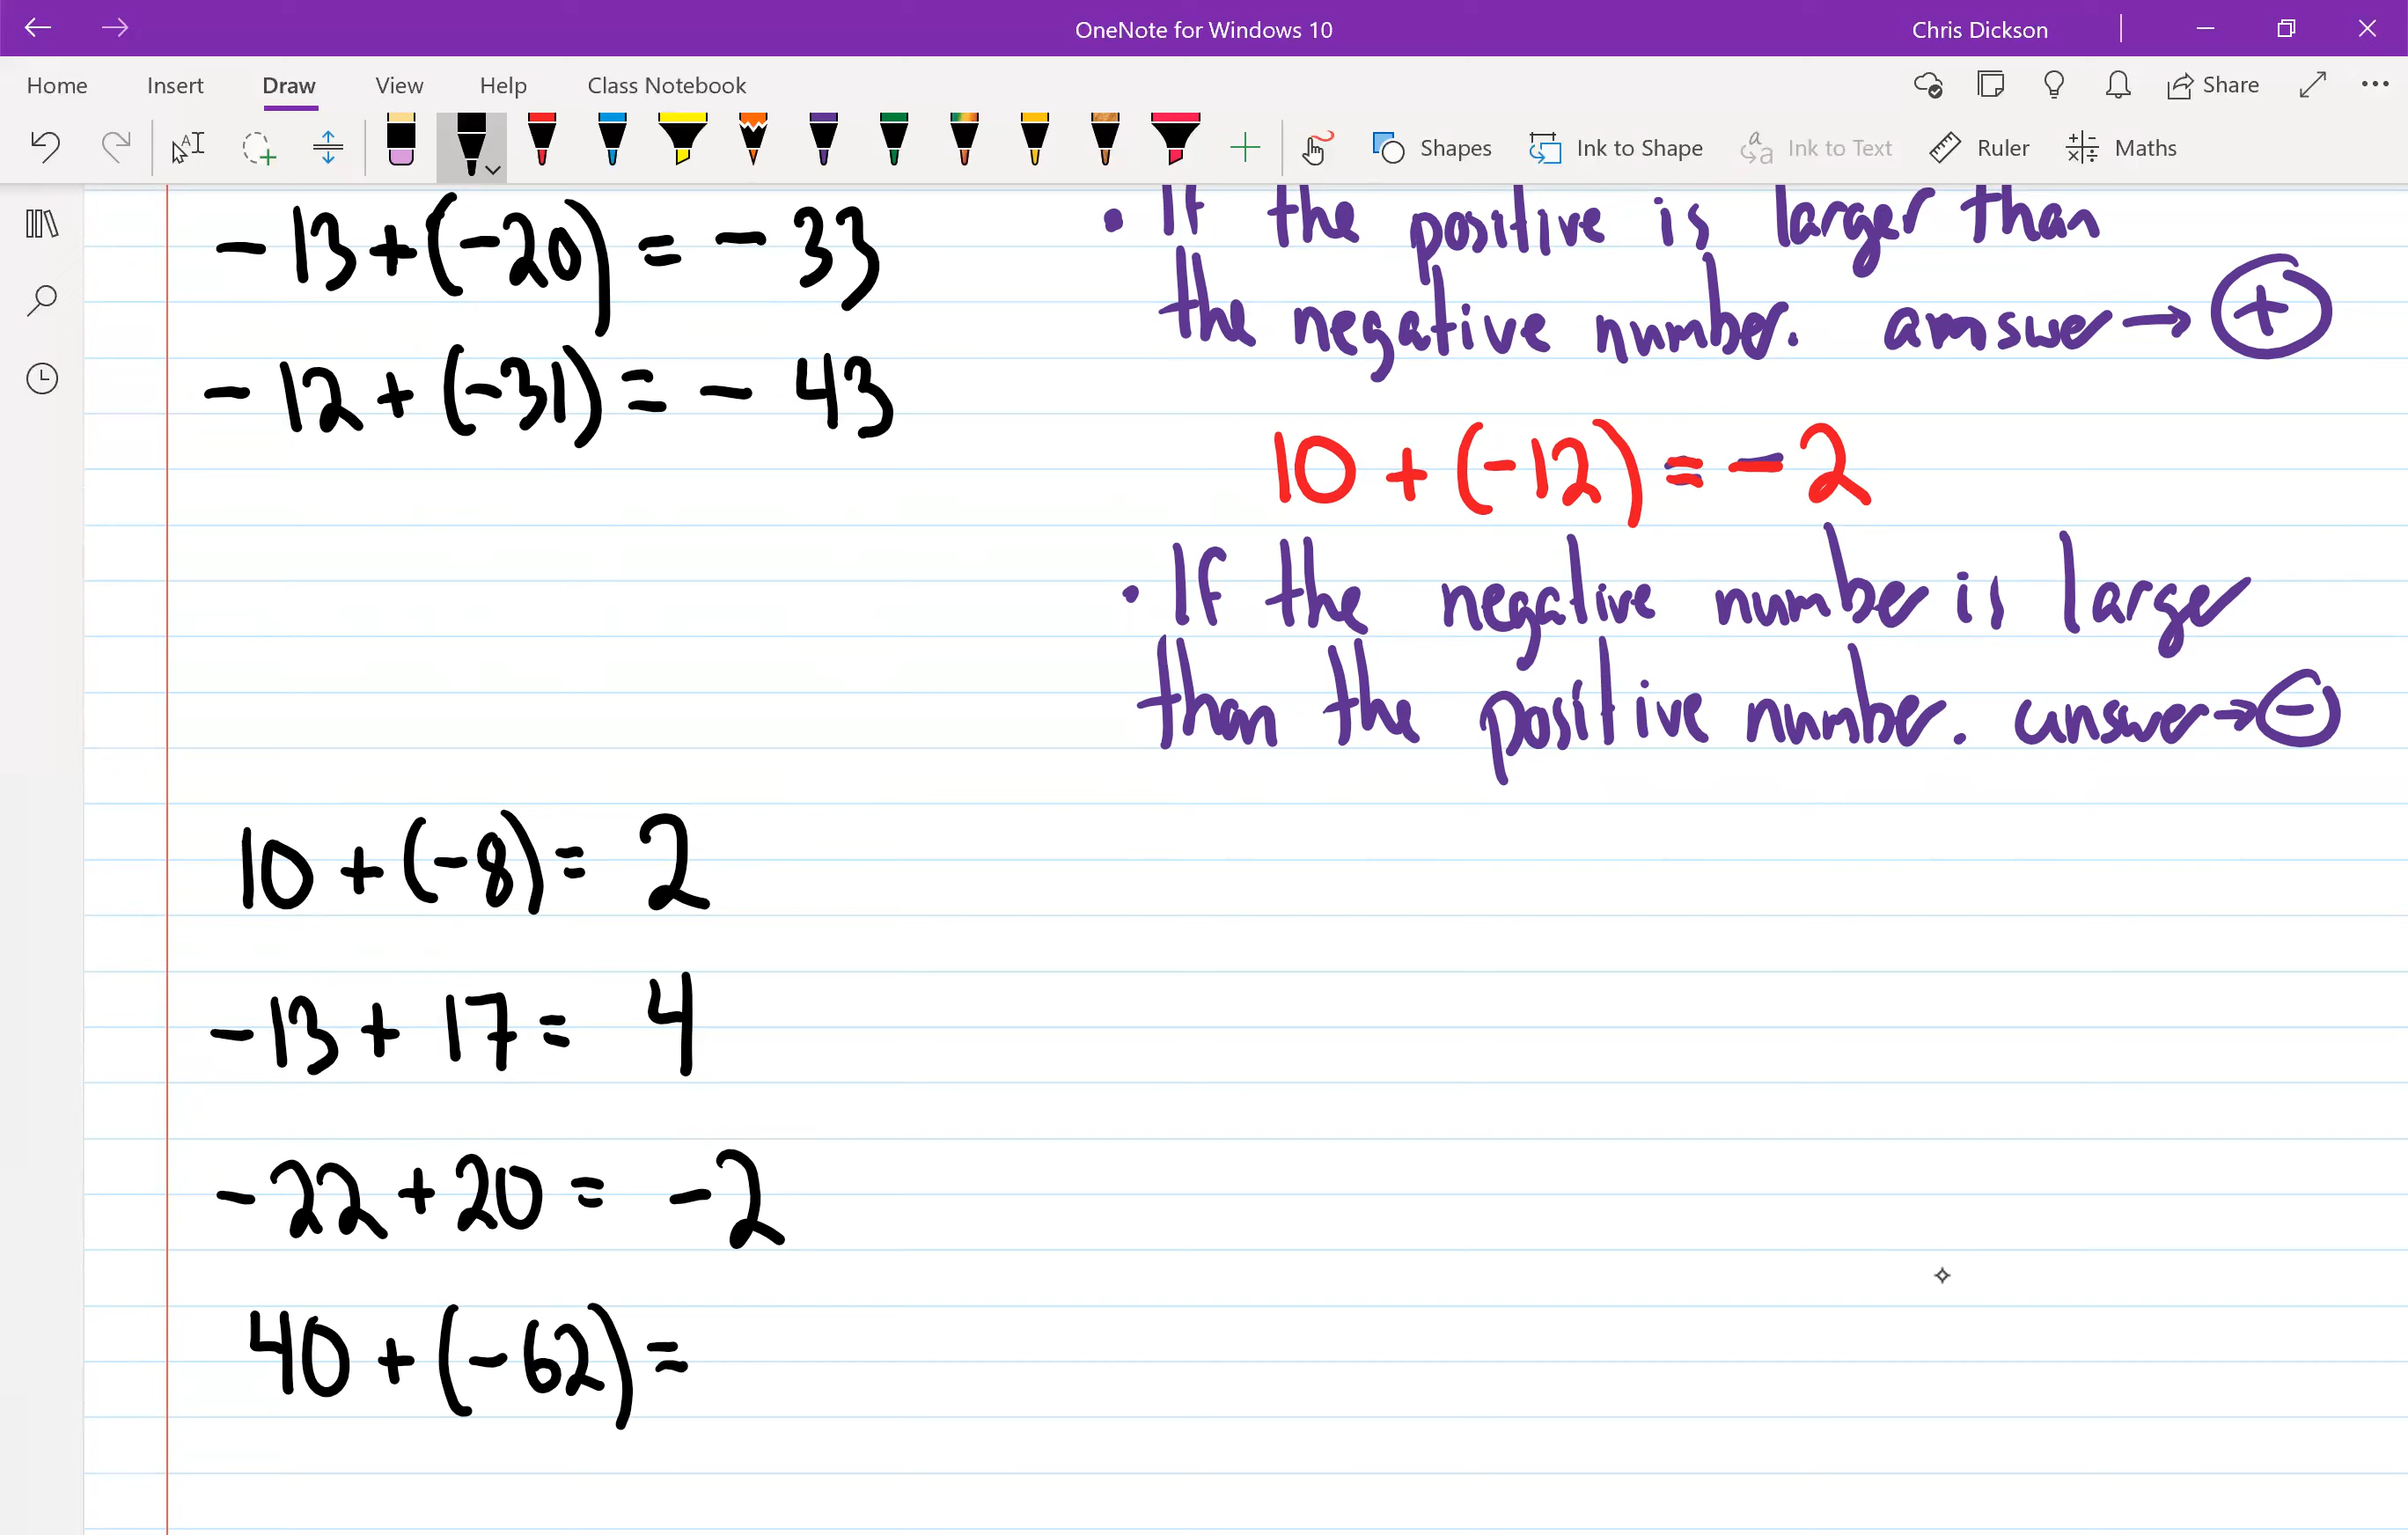 OneNote for Windows 10
Chris Dickson
Home Insert Draw View Help Class Notebook
Share
Shapes Ink to Shape Ink to Text Ruler Maths
-13+(-20) = -33
-12 + (-31) = -43
• If the positive is larger than
the negative number. amswer → +
10 + (-12) = -2
• If the negative number is larger
than the positive number. answer → -
10 + (-8) = 2
-13 + 17 = 4
-22 + 20 = -2
40 + (-62) =